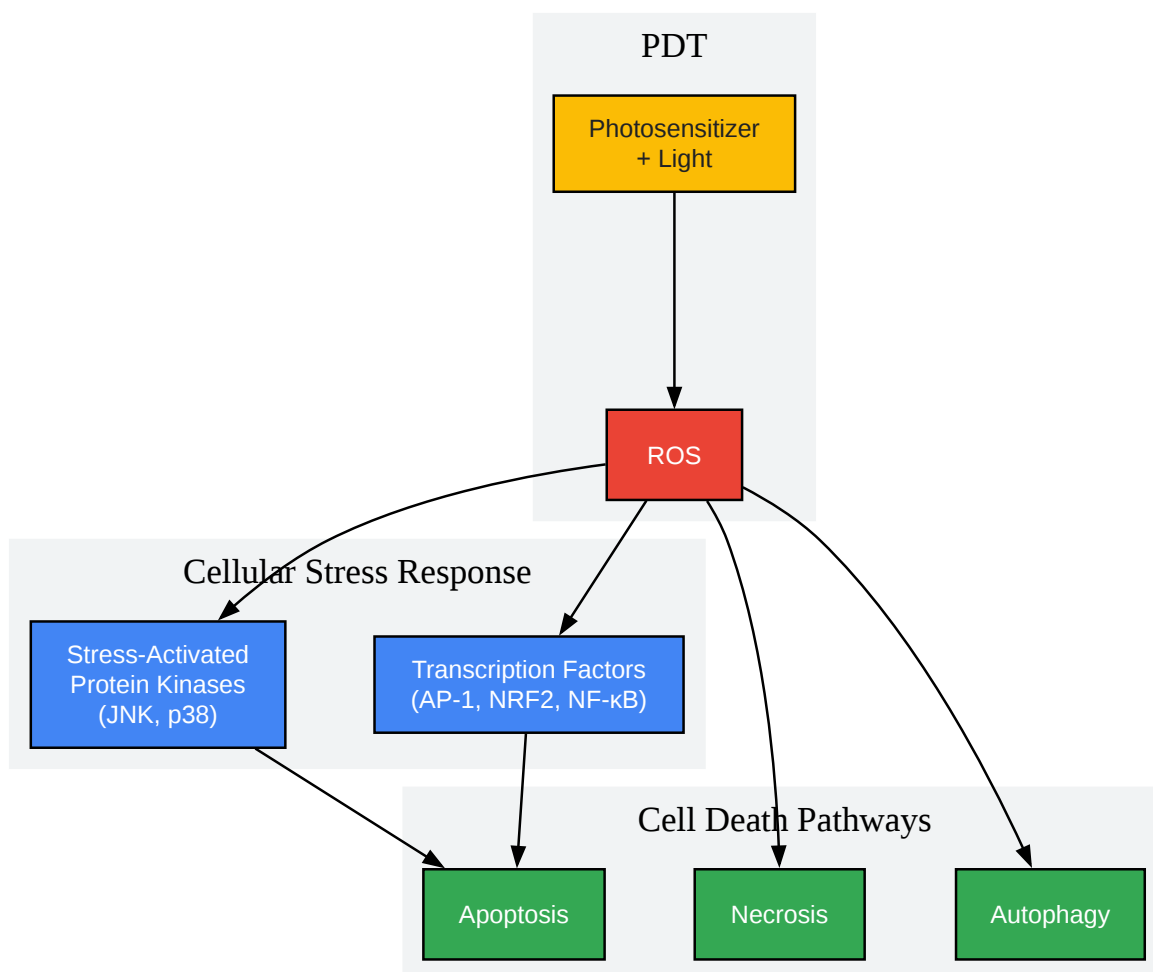 PDT
Photosensitizer
+ Light
ROS
Cellular Stress Response
Stress-Activated
Protein Kinases
(JNK, p38)
Transcription Factors
(AP-1, NRF2, NF-κB)
Cell Death Pathways
Apoptosis
Necrosis
Autophagy